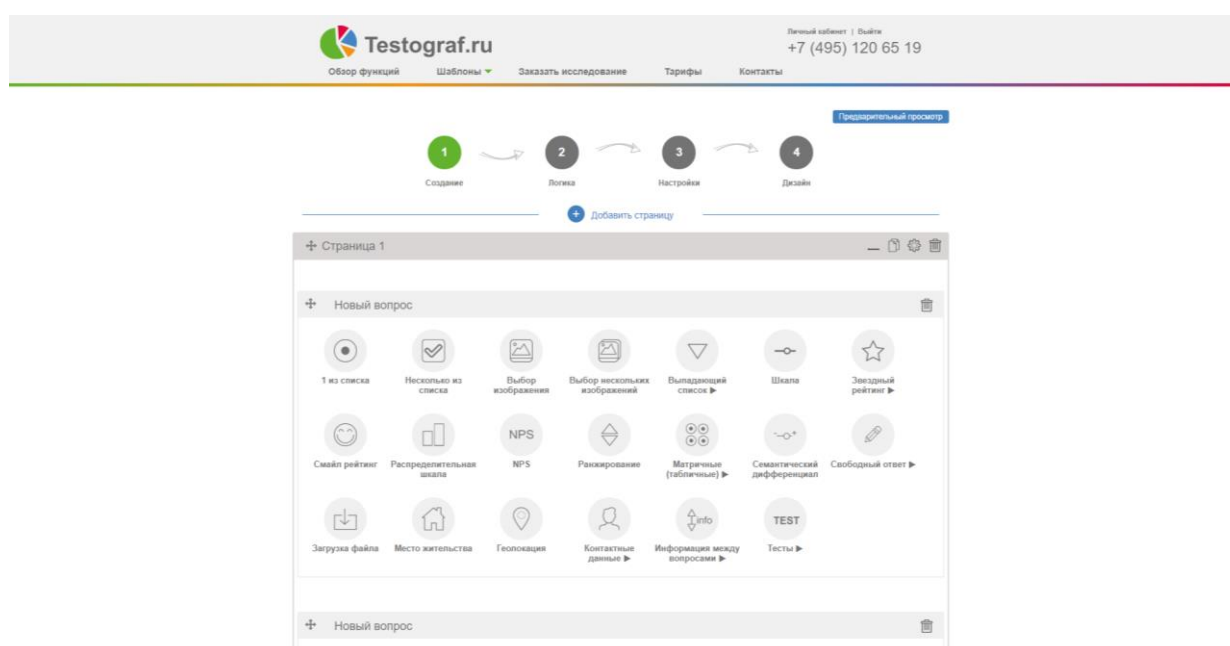 Testograf.ru
Личный кабинет | Выйти
+7 (495) 120 65 19
Обзор функций Шаблоны Заказать исследование Тарифы Контакты
Предварительный просмотр
1 2 3 4
Создание Логика Настройки Дизайн
+ Добавить страницу
Страница 1
Новый вопрос
1 из списка
Несколько из
списка
Выбор
изображения
Выбор нескольких
изображений
Выпадающий
список ▶
Шкала
Звездный
рейтинг ▶
Смайл рейтинг
Распределительная
шкала
NPS
NPS
Ранжирование
Матричные
(табличные) ▶
Семантический
дифференциал
Свободный ответ ▶
Загрузка файла
Место жительства
Геолокация
Контактные
данные ▶
info
Информация между
вопросами ▶
TEST
Тесты ▶
Новый вопрос